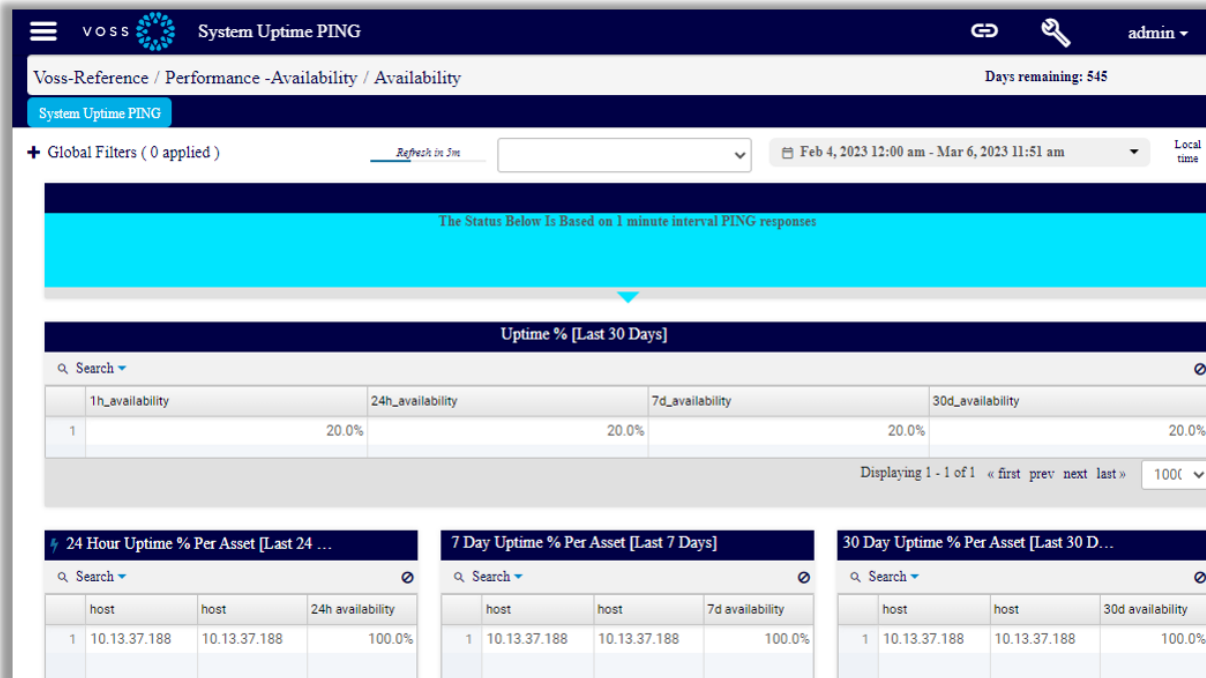 VOSS System Uptime PING admin
Voss-Reference / Performance -Availability / Availability Days remaining: 545
System Uptime PING
+ Global Filters ( 0 applied ) Refresh in 5m Feb 4, 2023 12:00 am - Mar 6, 2023 11:51 am Local time
The Status Below Is Based on 1 minute interval PING responses
Uptime % [Last 30 Days]
Search
1h_availability 24h_availability 7d_availability 30d_availability
1 20.0% 20.0% 20.0% 20.0%
Displaying 1 - 1 of 1 « first prev next last » 100(
24 Hour Uptime % Per Asset [Last 24 ... 7 Day Uptime % Per Asset [Last 7 Days] 30 Day Uptime % Per Asset [Last 30 D...
Search Search Search
host host 24h availability host host 7d availability host host 30d availability
1 10.13.37.188 10.13.37.188 100.0% 1 10.13.37.188 10.13.37.188 100.0% 1 10.13.37.188 10.13.37.188 100.0%